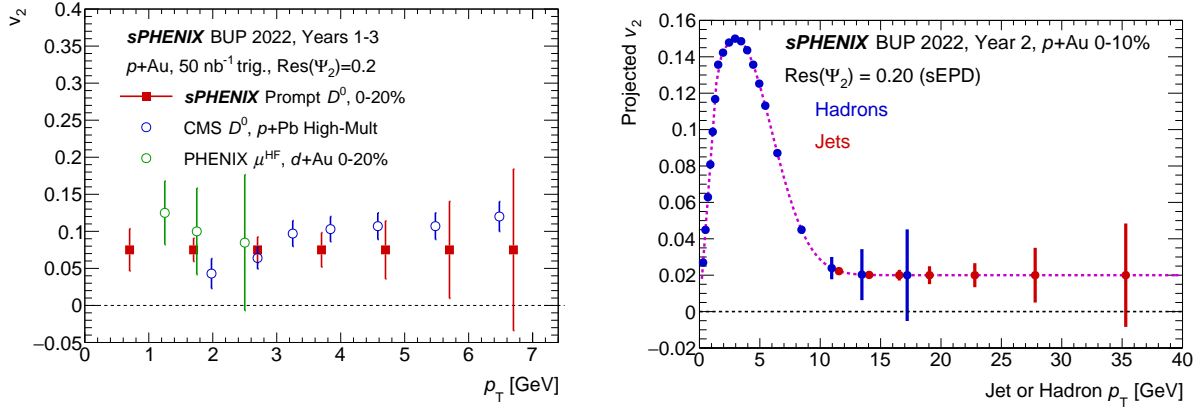 v₂
0.4
0.35
0.3
0.25
0.2
0.15
0.1
0.05
0
−0.05
sPHENIX BUP 2022, Years 1-3
p+Au, 50 nb⁻¹ trig., Res(Ψ₂)=0.2
sPHENIX Prompt D⁰, 0-20%
CMS D⁰, p+Pb High-Mult
PHENIX μᴴᶠ, d+Au 0-20%
0 1 2 3 4 5 6 7
p_T [GeV]
Projected v₂
0.16
0.14
0.12
0.1
0.08
0.06
0.04
0.02
0
−0.02
sPHENIX BUP 2022, Year 2, p+Au 0-10%
Res(Ψ₂) = 0.20 (sEPD)
Hadrons
Jets
0 5 10 15 20 25 30 35 40
Jet or Hadron p_T [GeV]